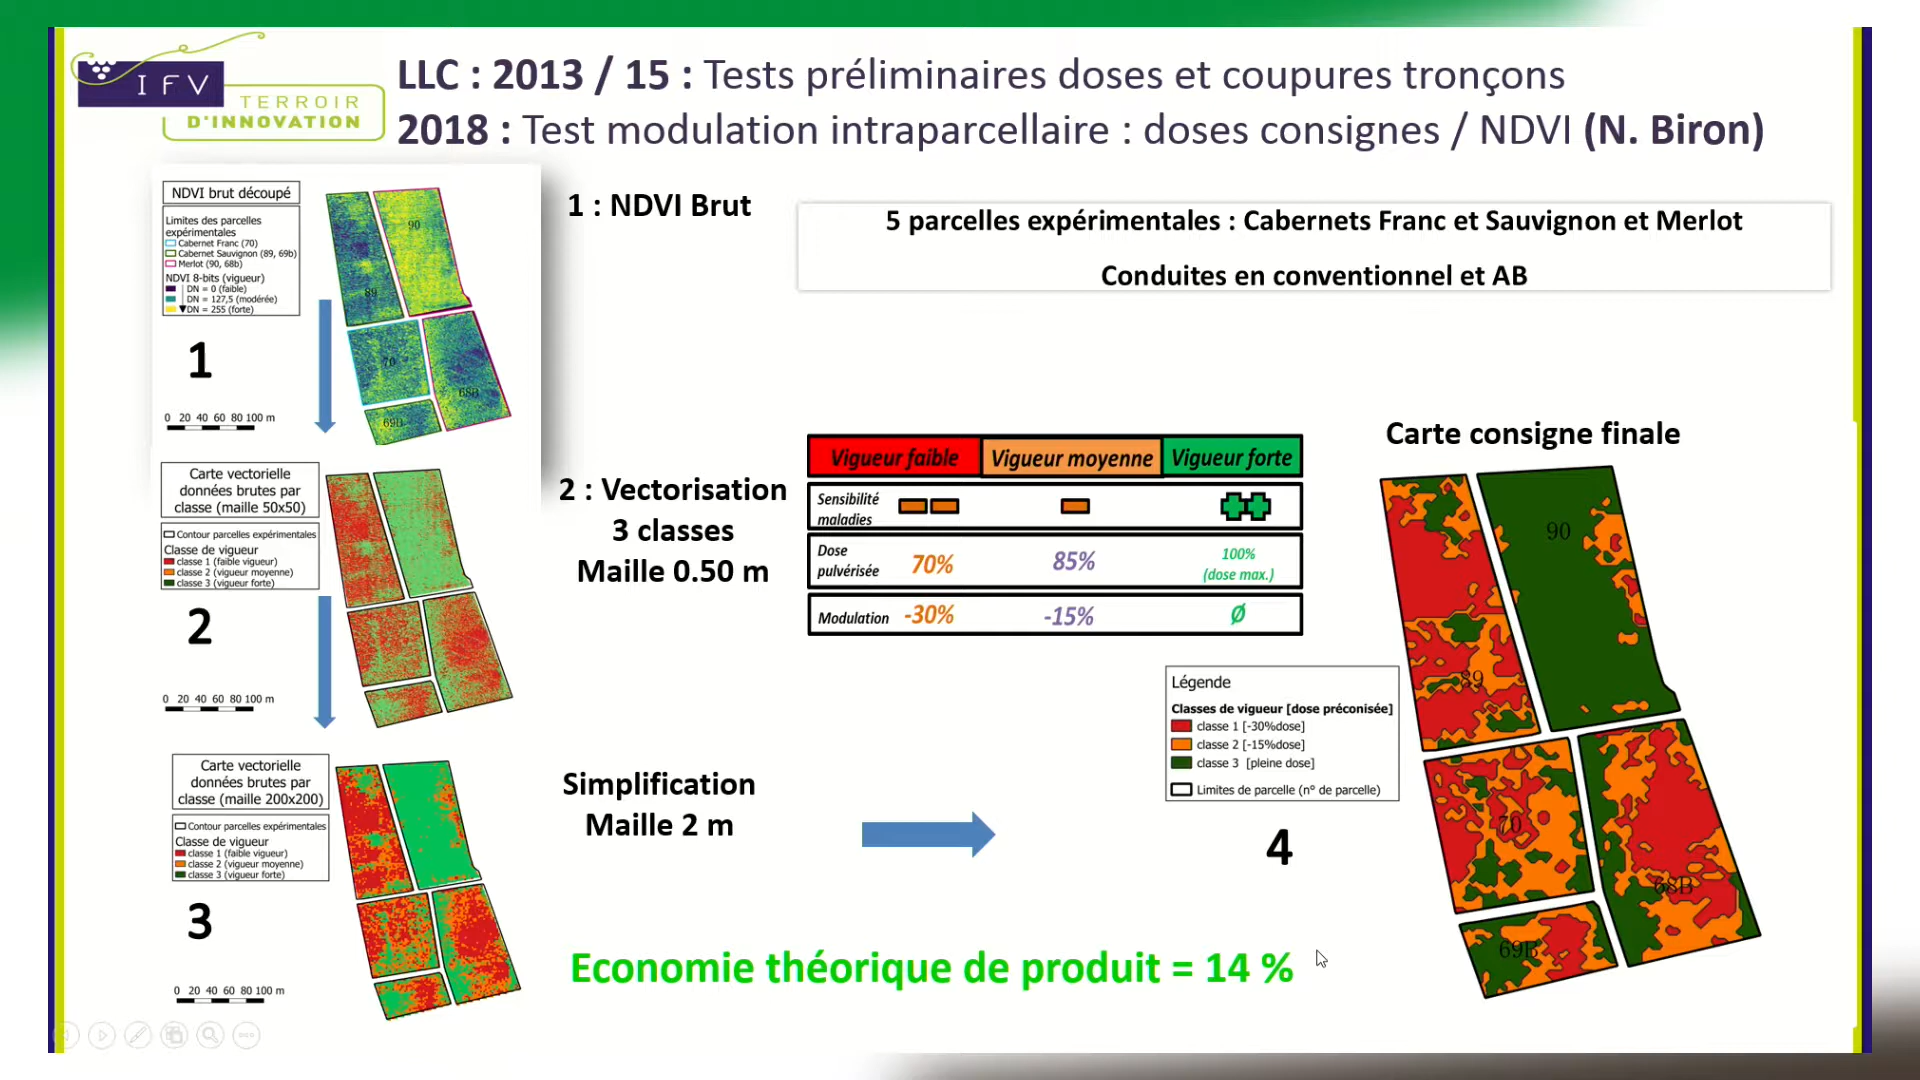 IFV
TERROIR
D'INNOVATION
LLC : 2013 / 15 : Tests préliminaires doses et coupures tronçons
2018 : Test modulation intraparcellaire : doses consignes / NDVI (N. Biron)
NDVI brut découpé
Limites des parcelles
expérimentales
Cabernet Franc (70)
Cabernet Sauvignon (89, 69b)
Merlot (90, 68b)
NDVI 8-bits (vigueur)
DN = 0 (faible)
DN = 127,5 (modérée)
DN = 255 (forte)
1
0 20 40 60 80 100 m
90
89
70
68B
69B
1 : NDVI Brut
5 parcelles expérimentales : Cabernets Franc et Sauvignon et Merlot
Conduites en conventionnel et AB
Carte vectorielle
données brutes par
classe (maille 50x50)
Contour parcelles expérimentales
Classe de vigueur
classe 1 (faible vigueur)
classe 2 (vigueur moyenne)
classe 3 (vigueur forte)
2
0 20 40 60 80 100 m
2 : Vectorisation
3 classes
Maille 0.50 m
Vigueur faible Vigueur moyenne Vigueur forte
Sensibilité
maladies
Dose
pulvérisée 70% 85% 100%
(dose max.)
Modulation -30% -15% Ø
Carte vectorielle
données brutes par
classe (maille 200x200)
Contour parcelles expérimentales
Classe de vigueur
classe 1 (faible vigueur)
classe 2 (vigueur moyenne)
classe 3 (vigueur forte)
3
0 20 40 60 80 100 m
Simplification
Maille 2 m
Carte consigne finale
Légende
Classes de vigueur [dose préconisée]
classe 1 [-30%dose]
classe 2 [-15%dose]
classe 3 [pleine dose]
Limites de parcelle (n° de parcelle)
4
90
89
70
68B
69B
Economie théorique de produit = 14 %